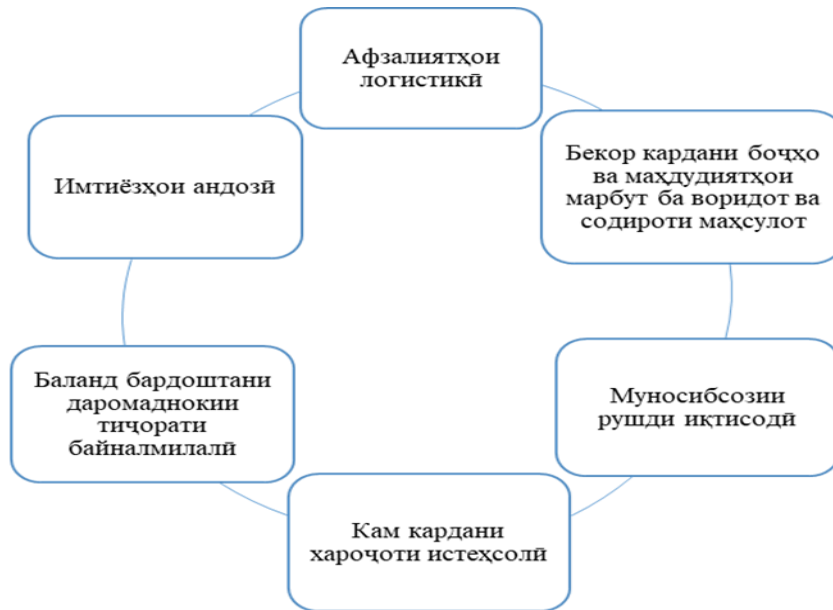 Афзалиятҳои
логистикӣ
Бекор кардани боҷҳо
ва маҳдудиятҳои
марбут ба воридот ва
содироти маҳсулот
Муносибсозии
рушди иқтисодӣ
Кам кардани
хароҷоти истеҳсолӣ
Баланд бардоштани
даромаднокии
тиҷорати
байналмилалӣ
Имтиёзҳои андозӣ